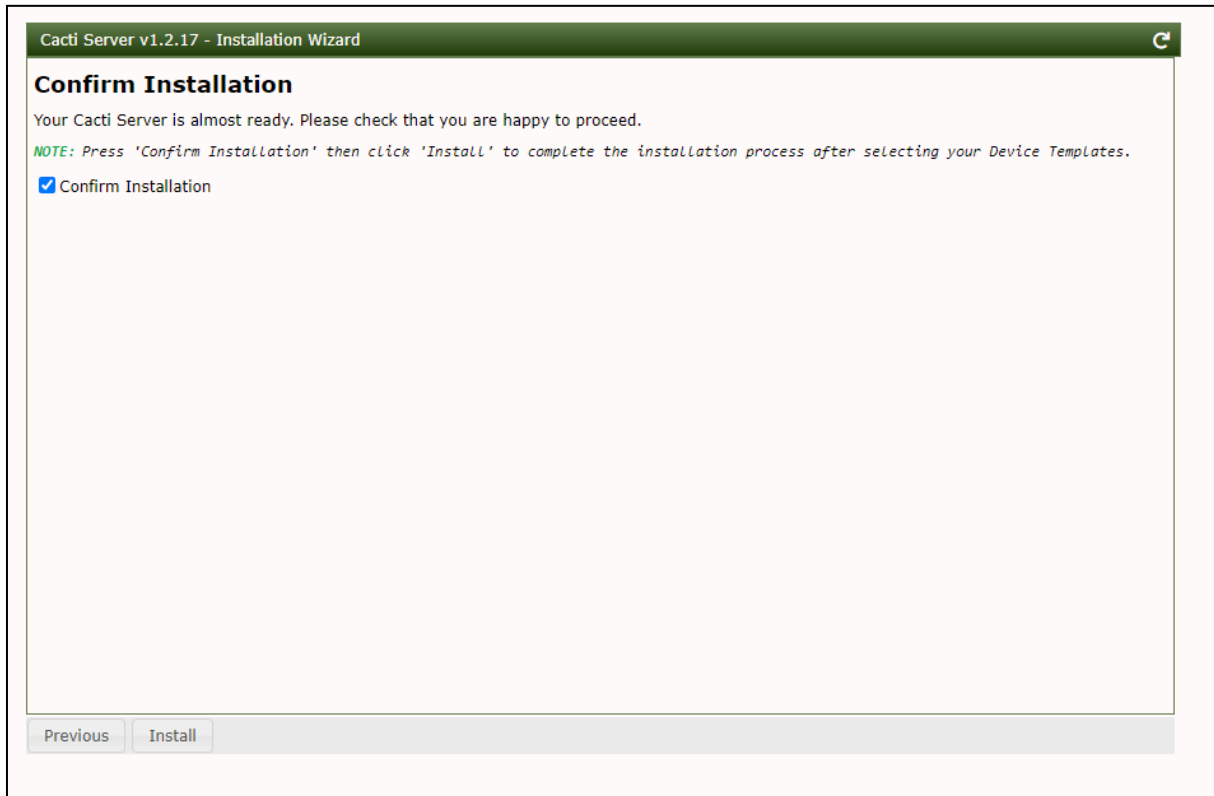 Cacti Server v1.2.17 - Installation Wizard
Confirm Installation
Your Cacti Server is almost ready. Please check that you are happy to proceed.
NOTE: Press 'Confirm Installation' then click 'Install' to complete the installation process after selecting your Device Templates.
Confirm Installation
Previous Install